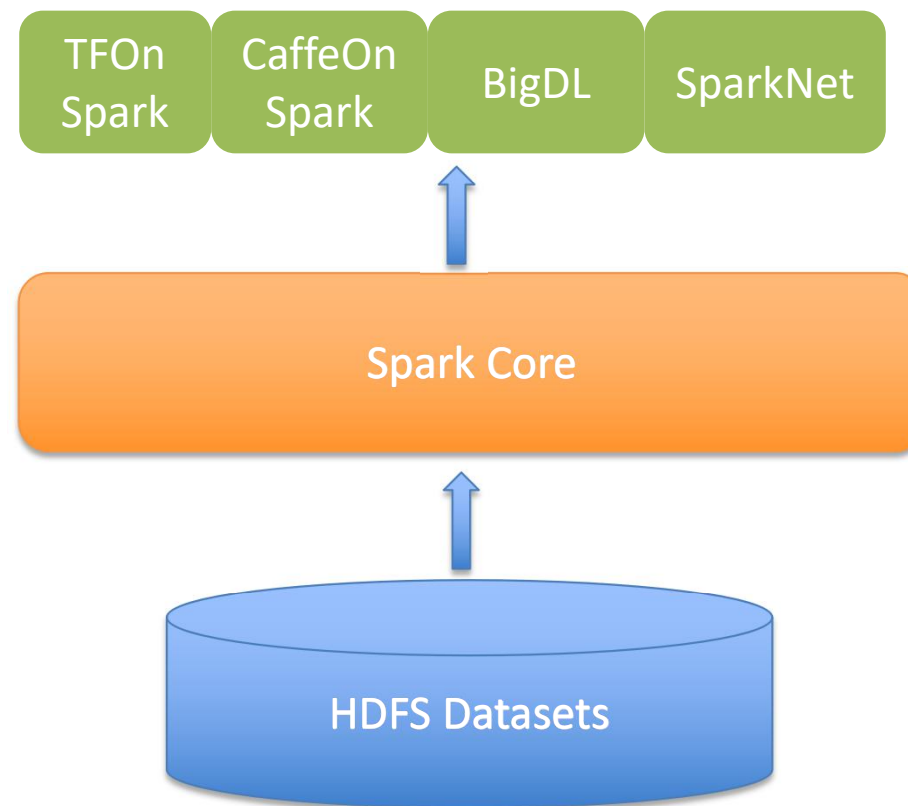 TFOn
Spark
CaffeOn
Spark
BigDL
SparkNet
Spark Core
HDFS Datasets